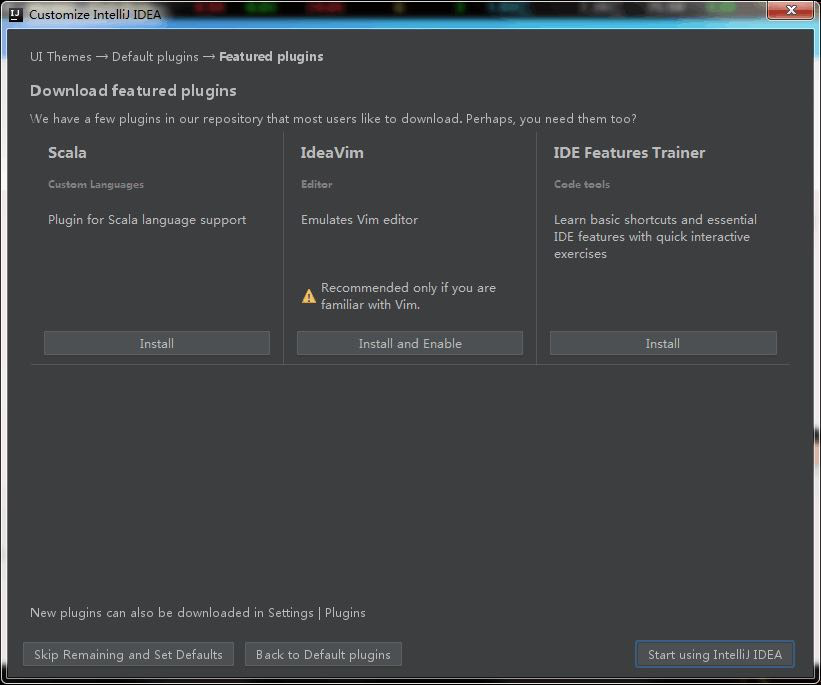 IJ Customize IntelliJ IDEA
UI Themes → Default plugins → Featured plugins
Download featured plugins
We have a few plugins in our repository that most users like to download. Perhaps, you need them too?
Scala
Custom Languages
Plugin for Scala language support
Install
IdeaVim
Editor
Emulates Vim editor
Recommended only if you are
familiar with Vim.
Install and Enable
IDE Features Trainer
Code tools
Learn basic shortcuts and essential
IDE features with quick interactive
exercises
Install
New plugins can also be downloaded in Settings | Plugins
Skip Remaining and Set Defaults
Back to Default plugins
Start using IntelliJ IDEA